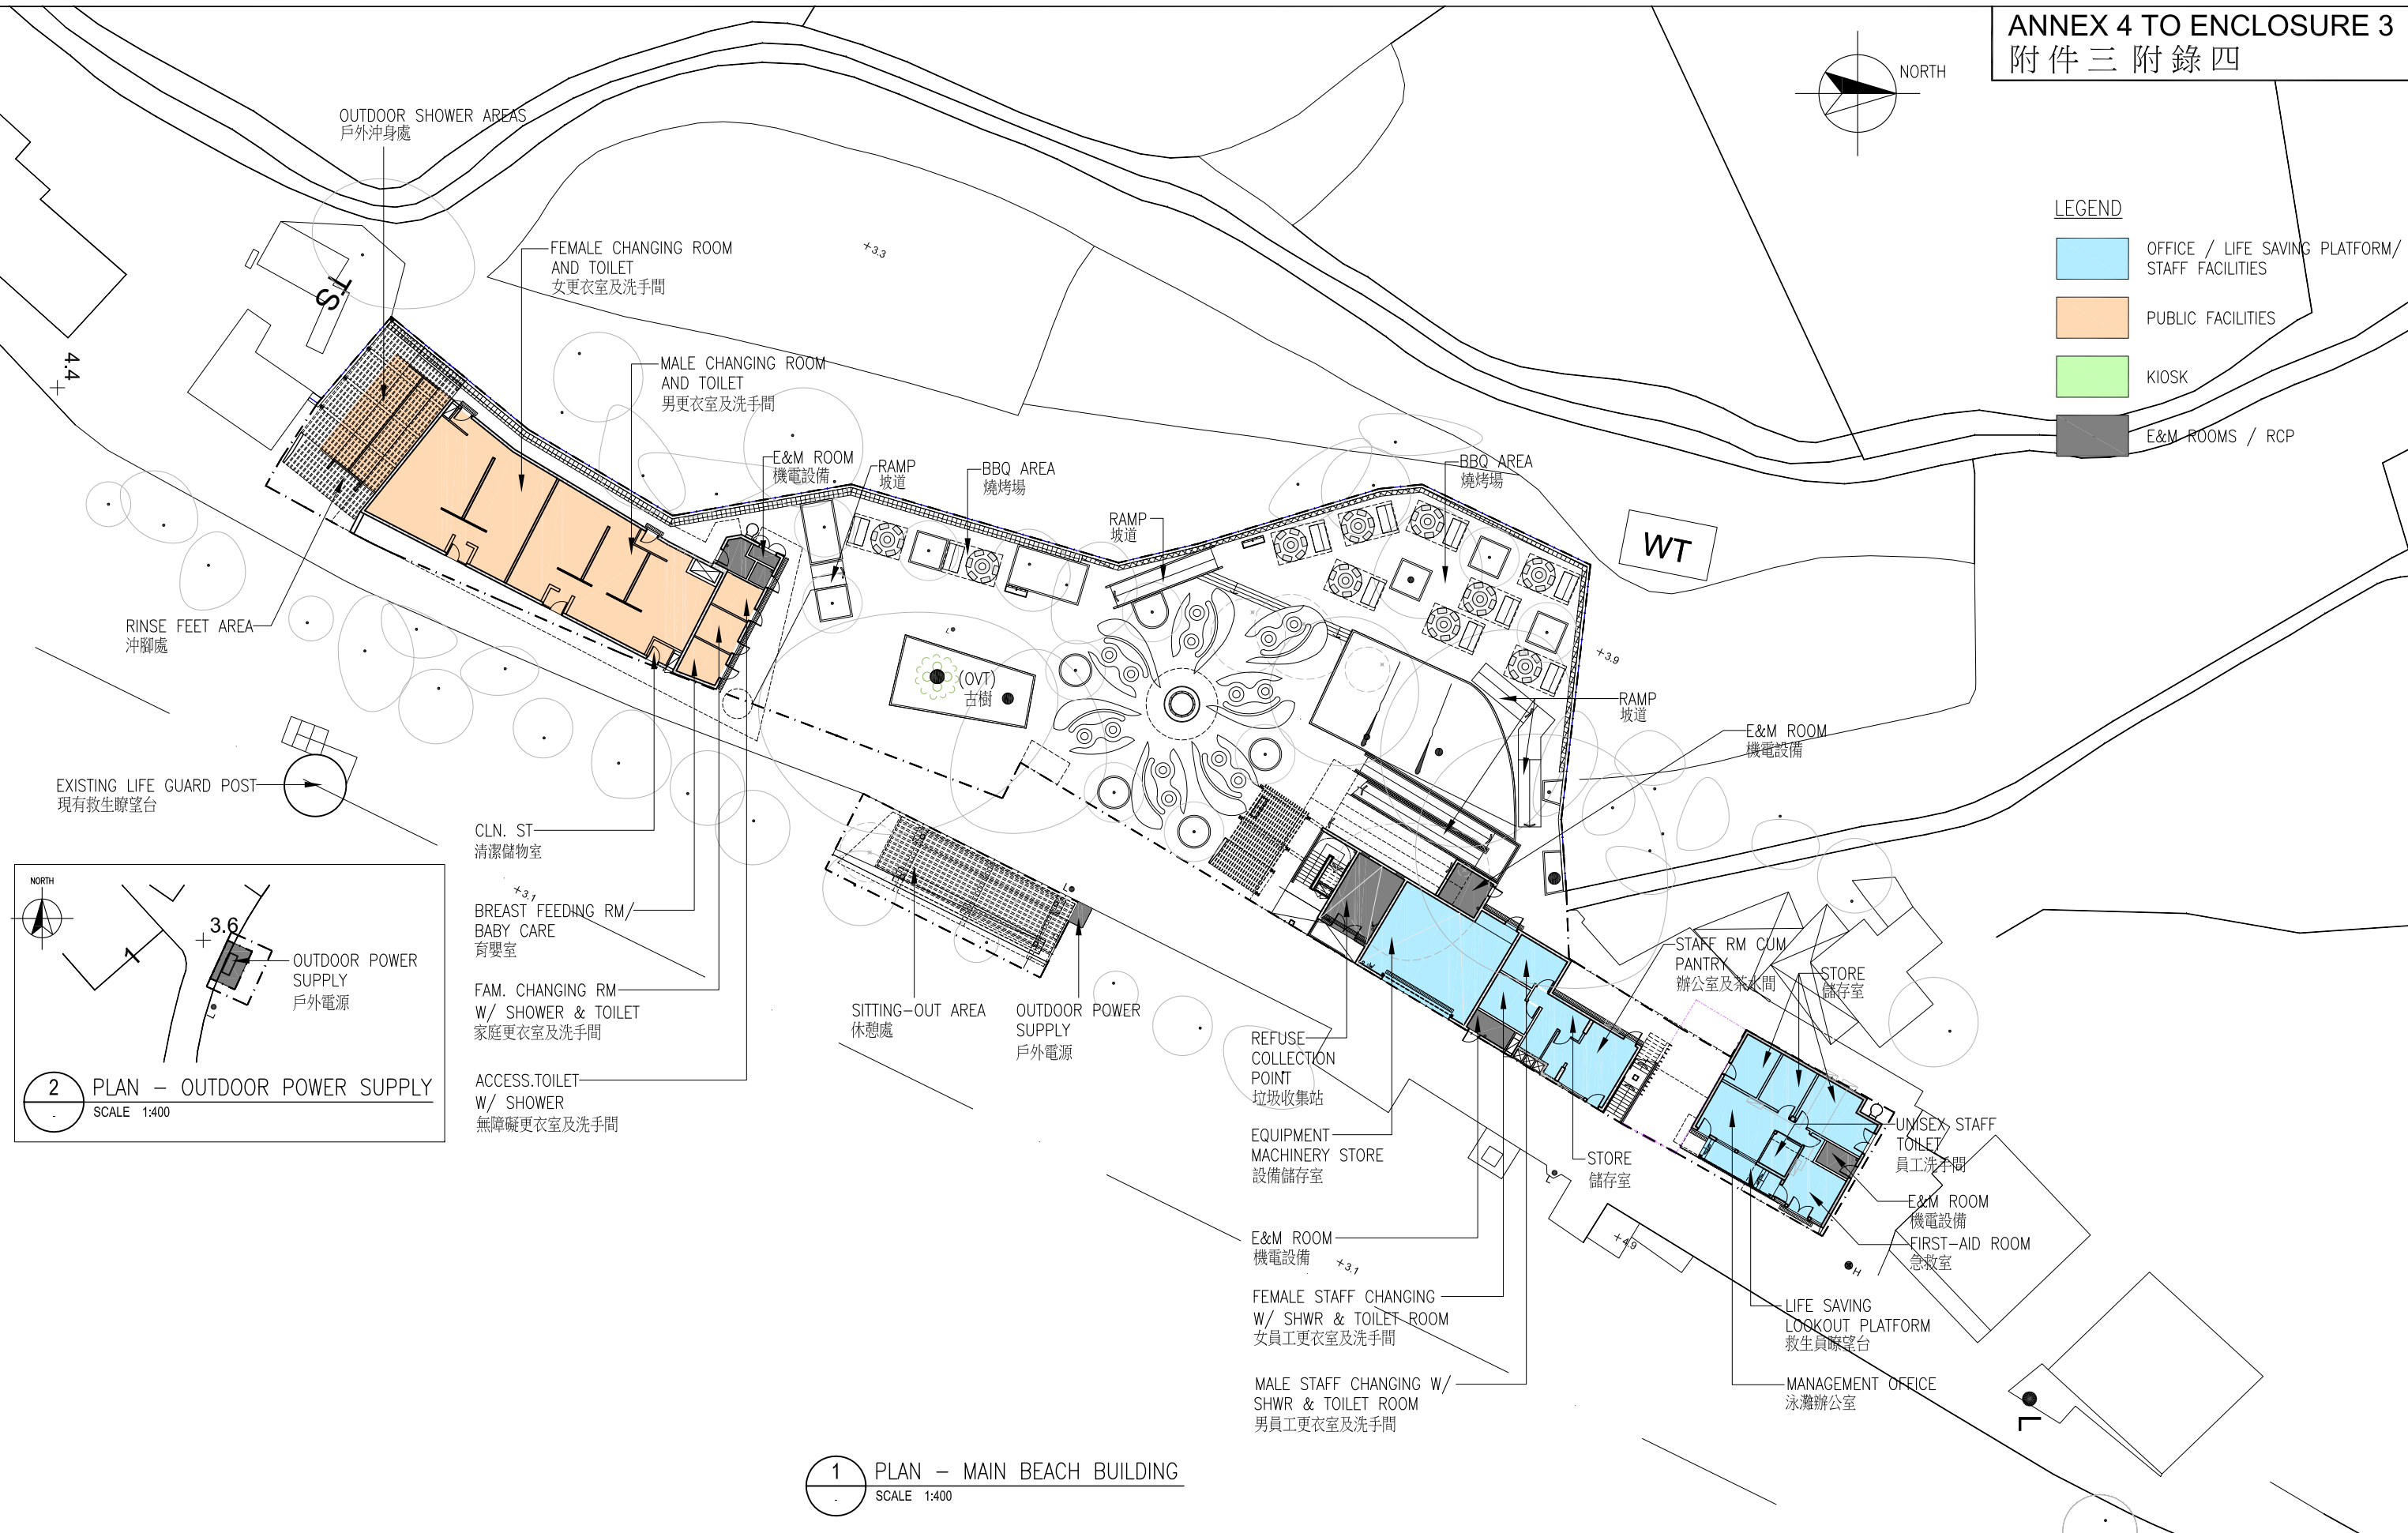 ANNEX 4 TO ENCLOSURE 3
附件三附錄四
NORTH
LEGEND
OFFICE / LIFE SAVING PLATFORM/
STAFF FACILITIES
PUBLIC FACILITIES
KIOSK
E&M ROOMS / RCP
OUTDOOR SHOWER AREAS
戶外沖身處
FEMALE CHANGING ROOM
AND TOILET
女更衣室及洗手間
+3.3
ST
4.4
MALE CHANGING ROOM
AND TOILET
男更衣室及洗手間
E&M ROOM
機電設備
RAMP
坡道
BBQ AREA
燒烤場
RAMP
坡道
BBQ AREA
燒烤場
WT
RINSE FEET AREA
沖腳處
L
(OVT)
古樹
+3.9
RAMP
坡道
E&M ROOM
機電設備
EXISTING LIFE GUARD POST
現有救生瞭望台
CLN. ST
清潔儲物室
+3.1
BREAST FEEDING RM/
BABY CARE
育嬰室
FAM. CHANGING RM
W/ SHOWER & TOILET
家庭更衣室及洗手間
ACCESS.TOILET
W/ SHOWER
無障礙更衣室及洗手間
NORTH
3.6
1
L
OUTDOOR POWER
SUPPLY
戶外電源
2
PLAN - OUTDOOR POWER SUPPLY
SCALE 1:400
L
SITTING-OUT AREA
休憩處
OUTDOOR POWER
SUPPLY
戶外電源
STAFF RM CUM
PANTRY
辦公室及茶水間
STORE
儲存室
REFUSE
COLLECTION
POINT
垃圾收集站
EQUIPMENT
MACHINERY STORE
設備儲存室
STORE
儲存室
L
UNISEX STAFF
TOILET
員工洗手間
E&M ROOM
機電設備
FIRST-AID ROOM
急救室
E&M ROOM
機電設備
+3.1
+4.9
H
FEMALE STAFF CHANGING
W/ SHWR & TOILET ROOM
女員工更衣室及洗手間
LIFE SAVING
LOOKOUT PLATFORM
救生員瞭望台
MALE STAFF CHANGING W/
SHWR & TOILET ROOM
男員工更衣室及洗手間
MANAGEMENT OFFICE
泳灘辦公室
L
1
PLAN - MAIN BEACH BUILDING
SCALE 1:400